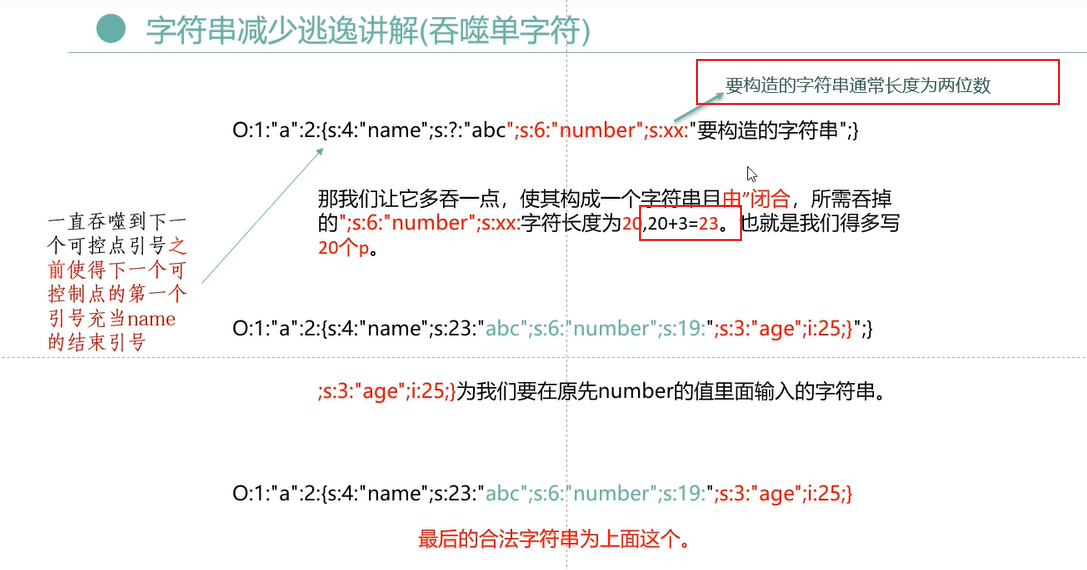 字符串减少逃逸讲解(吞噬单字符)
要构造的字符串通常长度为两位数
O:1:"a":2:{s:4:"name";s:?:"abc";s:6:"number";s:xx:"要构造的字符串";}
那我们让它多吞一点，使其构成一个字符串且由”闭合，所需吞掉
的";s:6:"number";s:xx:字符长度为20,20+3=23。也就是我们得多写
20个p。
一直吞噬到下一
个可控点引号之
前使得下一个可
控制点的第一个
引号充当name
的结束引号
O:1:"a":2:{s:4:"name";s:23:"abc";s:6:"number";s:19:";s:3:"age";i:25;}";}
;s:3:"age";i:25;}为我们要在原先number的值里面输入的字符串。
O:1:"a":2:{s:4:"name";s:23:"abc";s:6:"number";s:19:";s:3:"age";i:25;}
最后的合法字符串为上面这个。